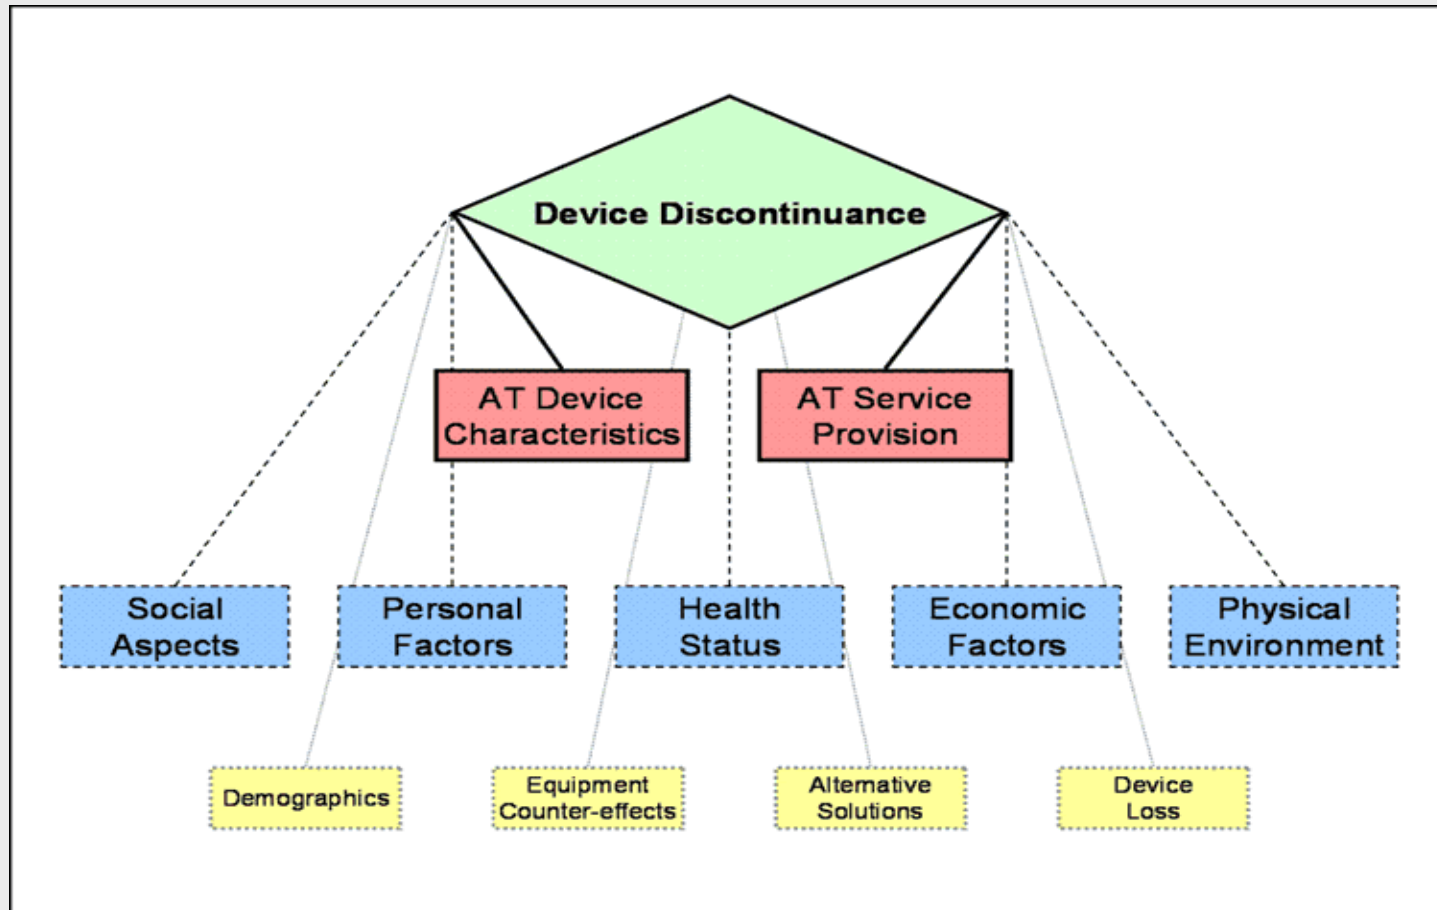 Device Discontinuance
AT Device
Characteristics
AT Service
Provision
Social
Aspects
Personal
Factors
Health
Status
Economic
Factors
Physical
Environment
Demographics
Equipment
Counter-effects
Alternative
Solutions
Device
Loss